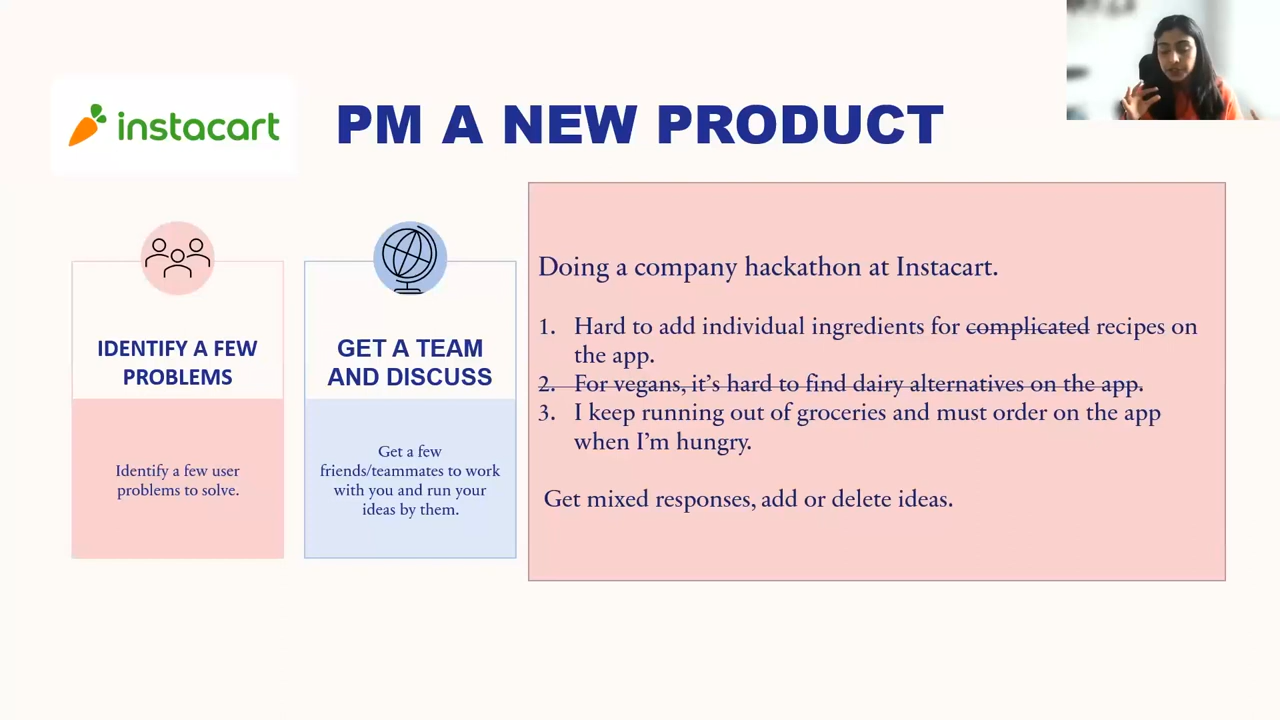 instacart
PM A NEW PRODUCT
IDENTIFY A FEW
PROBLEMS
Identify a few user
problems to solve.
GET A TEAM
AND DISCUSS
Get a few
friends/teammates to work
with you and run your
ideas by them.
Doing a company hackathon at Instacart.
1. Hard to add individual ingredients for complicated recipes on
the app.
2. For vegans, it's hard to find dairy alternatives on the app.
3. I keep running out of groceries and must order on the app
when I'm hungry.
Get mixed responses, add or delete ideas.